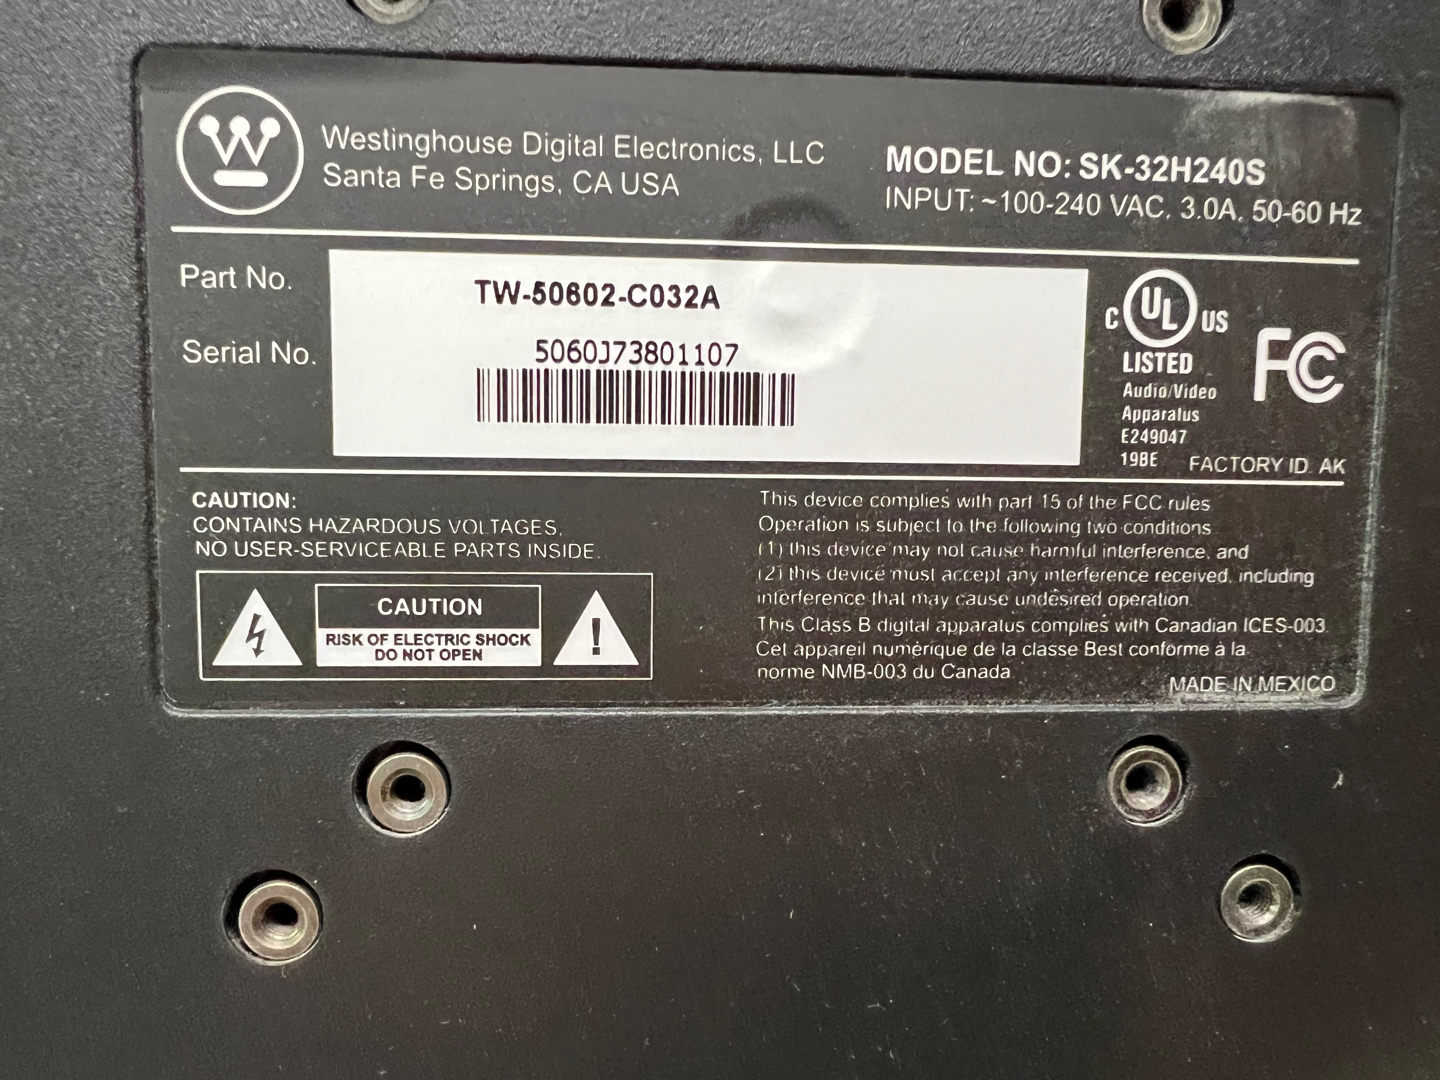 Westinghouse Digital Electronics, LLC
Santa Fe Springs, CA USA
MODEL NO: SK-32H240S
INPUT: ~100-240 VAC, 3.0A, 50-60 Hz
Part No.
TW-50602-C032A
Serial No.
5060J73801107
C UL US
LISTED
Audio/Video
Apparatus
E249047
19BE
FC
FACTORY ID. AK
CAUTION:
CONTAINS HAZARDOUS VOLTAGES.
NO USER-SERVICEABLE PARTS INSIDE.
CAUTION
RISK OF ELECTRIC SHOCK
DO NOT OPEN
This device complies with part 15 of the FCC rules
Operation is subject to the following two conditions
(1) this device may not cause harmful interference, and
(2) this device must accept any interference received, including
interference that may cause undesired operation.
This Class B digital apparatus complies with Canadian ICES-003.
Cet appareil numérique de la classe Best conforme à la
norme NMB-003 du Canada
MADE IN MEXICO